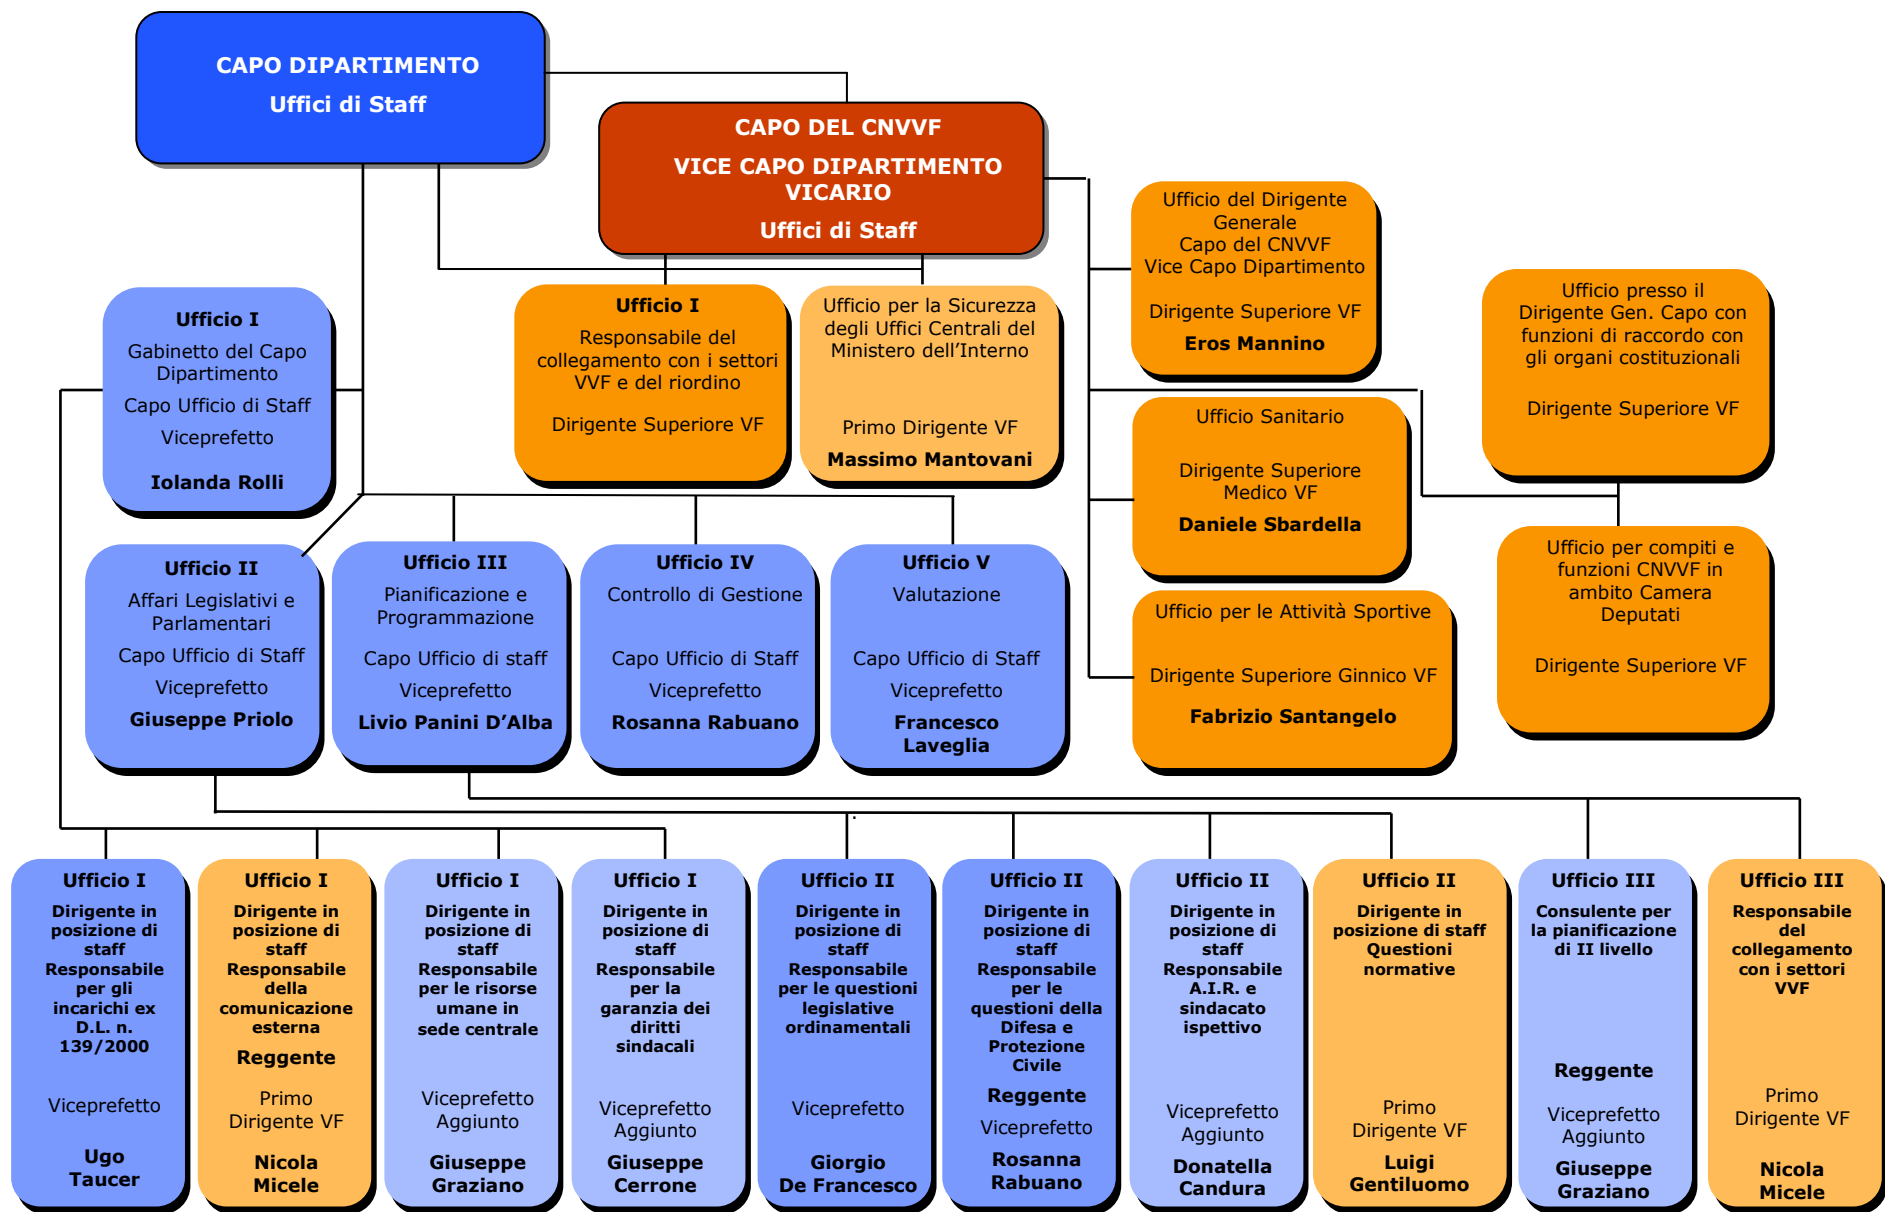 CAPO DIPARTIMENTO
Uffici di Staff
CAPO DEL CNVVF
VICE CAPO DIPARTIMENTO
VICARIO
Uffici di Staff
Ufficio del Dirigente
Generale
Capo del CNVVF
Vice Capo Dipartimento
Dirigente Superiore VF
Eros Mannino
Ufficio presso il
Dirigente Gen. Capo con
funzioni di raccordo con
gli organi costituzionali
Dirigente Superiore VF
Ufficio I
Gabinetto del Capo
Dipartimento
Capo Ufficio di Staff
Viceprefetto
Iolanda Rolli
Ufficio I
Responsabile del
collegamento con i settori
VVF e del riordino
Dirigente Superiore VF
Ufficio per la Sicurezza
degli Uffici Centrali del
Ministero dell'Interno
Primo Dirigente VF
Massimo Mantovani
Ufficio Sanitario
Dirigente Superiore
Medico VF
Daniele Sbardella
Ufficio II
Affari Legislativi e
Parlamentari
Capo Ufficio di Staff
Viceprefetto
Giuseppe Priolo
Ufficio III
Pianificazione e
Programmazione
Capo Ufficio di staff
Viceprefetto
Livio Panini D'Alba
Ufficio IV
Controllo di Gestione
Capo Ufficio di Staff
Viceprefetto
Rosanna Rabuano
Ufficio V
Valutazione
Capo Ufficio di Staff
Viceprefetto
Francesco
Laveglia
Ufficio per le Attività Sportive
Dirigente Superiore Ginnico VF
Fabrizio Santangelo
Ufficio per compiti e
funzioni CNVVF in
ambito Camera
Deputati
Dirigente Superiore VF
Ufficio I
Dirigente in
posizione di
staff
Responsabile
per gli
incarichi ex
D.L. n.
139/2000
Viceprefetto
Ugo
Taucer
Ufficio I
Dirigente in
posizione di
staff
Responsabile
della
comunicazione
esterna
Reggente
Primo
Dirigente VF
Nicola
Micele
Ufficio I
Dirigente in
posizione di
staff
Responsabile
per le risorse
umane in
sede centrale
Viceprefetto
Aggiunto
Giuseppe
Graziano
Ufficio I
Dirigente in
posizione di
staff
Responsabile
per la
garanzia dei
diritti
sindacali
Viceprefetto
Aggiunto
Giuseppe
Cerrone
Ufficio II
Dirigente in
posizione di
staff
Responsabile
per le questioni
legislative
ordinamentali
Viceprefetto
Giorgio
De Francesco
Ufficio II
Dirigente in
posizione di
staff
Responsabile
per le
questioni della
Difesa e
Protezione
Civile
Reggente
Viceprefetto
Rosanna
Rabuano
Ufficio II
Dirigente in
posizione di
staff
Responsabile
A.I.R. e
sindacato
ispettivo
Viceprefetto
Aggiunto
Donatella
Candura
Ufficio II
Dirigente in
posizione di staff
Questioni
normative
Primo
Dirigente VF
Luigi
Gentiluomo
Ufficio III
Consulente per
la pianificazione
di II livello
Reggente
Viceprefetto
Aggiunto
Giuseppe
Graziano
Ufficio III
Responsabile
del
collegamento
con i settori
VVF
Primo
Dirigente VF
Nicola
Micele